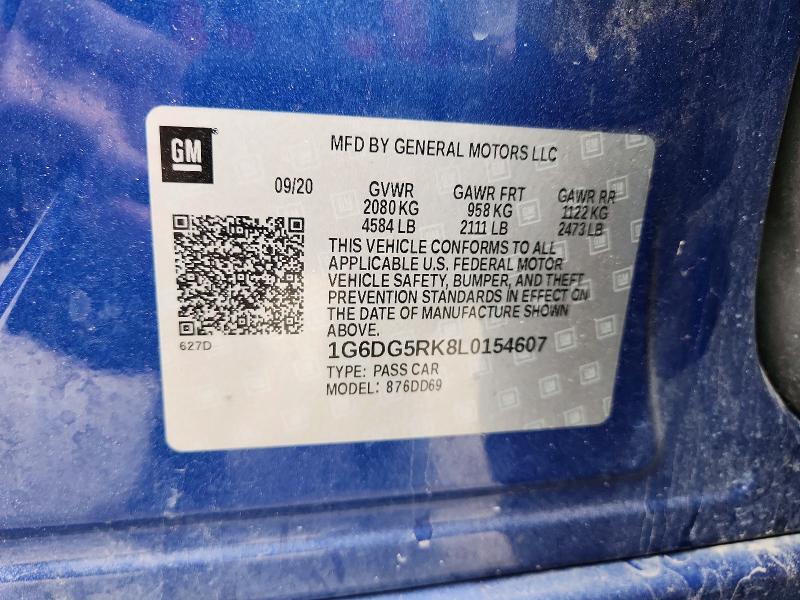 GM
MFD BY GENERAL MOTORS LLC
09/20 GVWR GAWR FRT GAWR RR
2080 KG 958 KG 1122 KG
4584 LB 2111 LB 2473 LB
THIS VEHICLE CONFORMS TO ALL
APPLICABLE U.S. FEDERAL MOTOR
VEHICLE SAFETY, BUMPER, AND THEFT
PREVENTION STANDARDS IN EFFECT ON
THE DATE OF MANUFACTURE SHOWN
ABOVE.
627D
1G6DG5RK8L0154607
TYPE: PASS CAR
MODEL: 876DD69